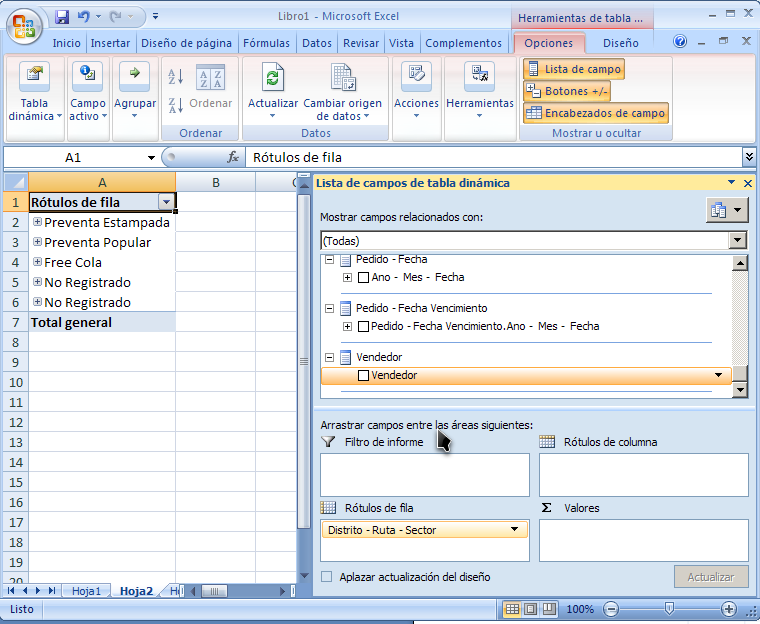 Libro1 - Microsoft Excel
Herramientas de tabla ...
Inicio Insertar Diseño de página Fórmulas Datos Revisar Vista Complementos Opciones Diseño
Tabla dinámica
Campo activo
Agrupar
Ordenar
Ordenar
Actualizar
Cambiar origen de datos
Datos
Acciones
Herramientas
Lista de campo
Botones +/-
Encabezados de campo
Mostrar u ocultar
A1
fx
Rótulos de fila
A B C
1 Rótulos de fila
2 Preventa Estampada
3 Preventa Popular
4 Free Cola
5 No Registrado
6 No Registrado
7 Total general
8
9
10
11
12
13
14
15
16
17
18
19
20
Lista de campos de tabla dinámica
Mostrar campos relacionados con:
(Todas)
Pedido - Fecha
Ano - Mes - Fecha
Pedido - Fecha Vencimiento
Pedido - Fecha Vencimiento.Ano - Mes - Fecha
Vendedor
Vendedor
Arrastrar campos entre las áreas siguientes:
Filtro de informe
Rótulos de columna
Rótulos de fila
Σ Valores
Distrito - Ruta - Sector
Aplazar actualización del diseño
Actualizar
Hoja1 Hoja2
Listo
100%